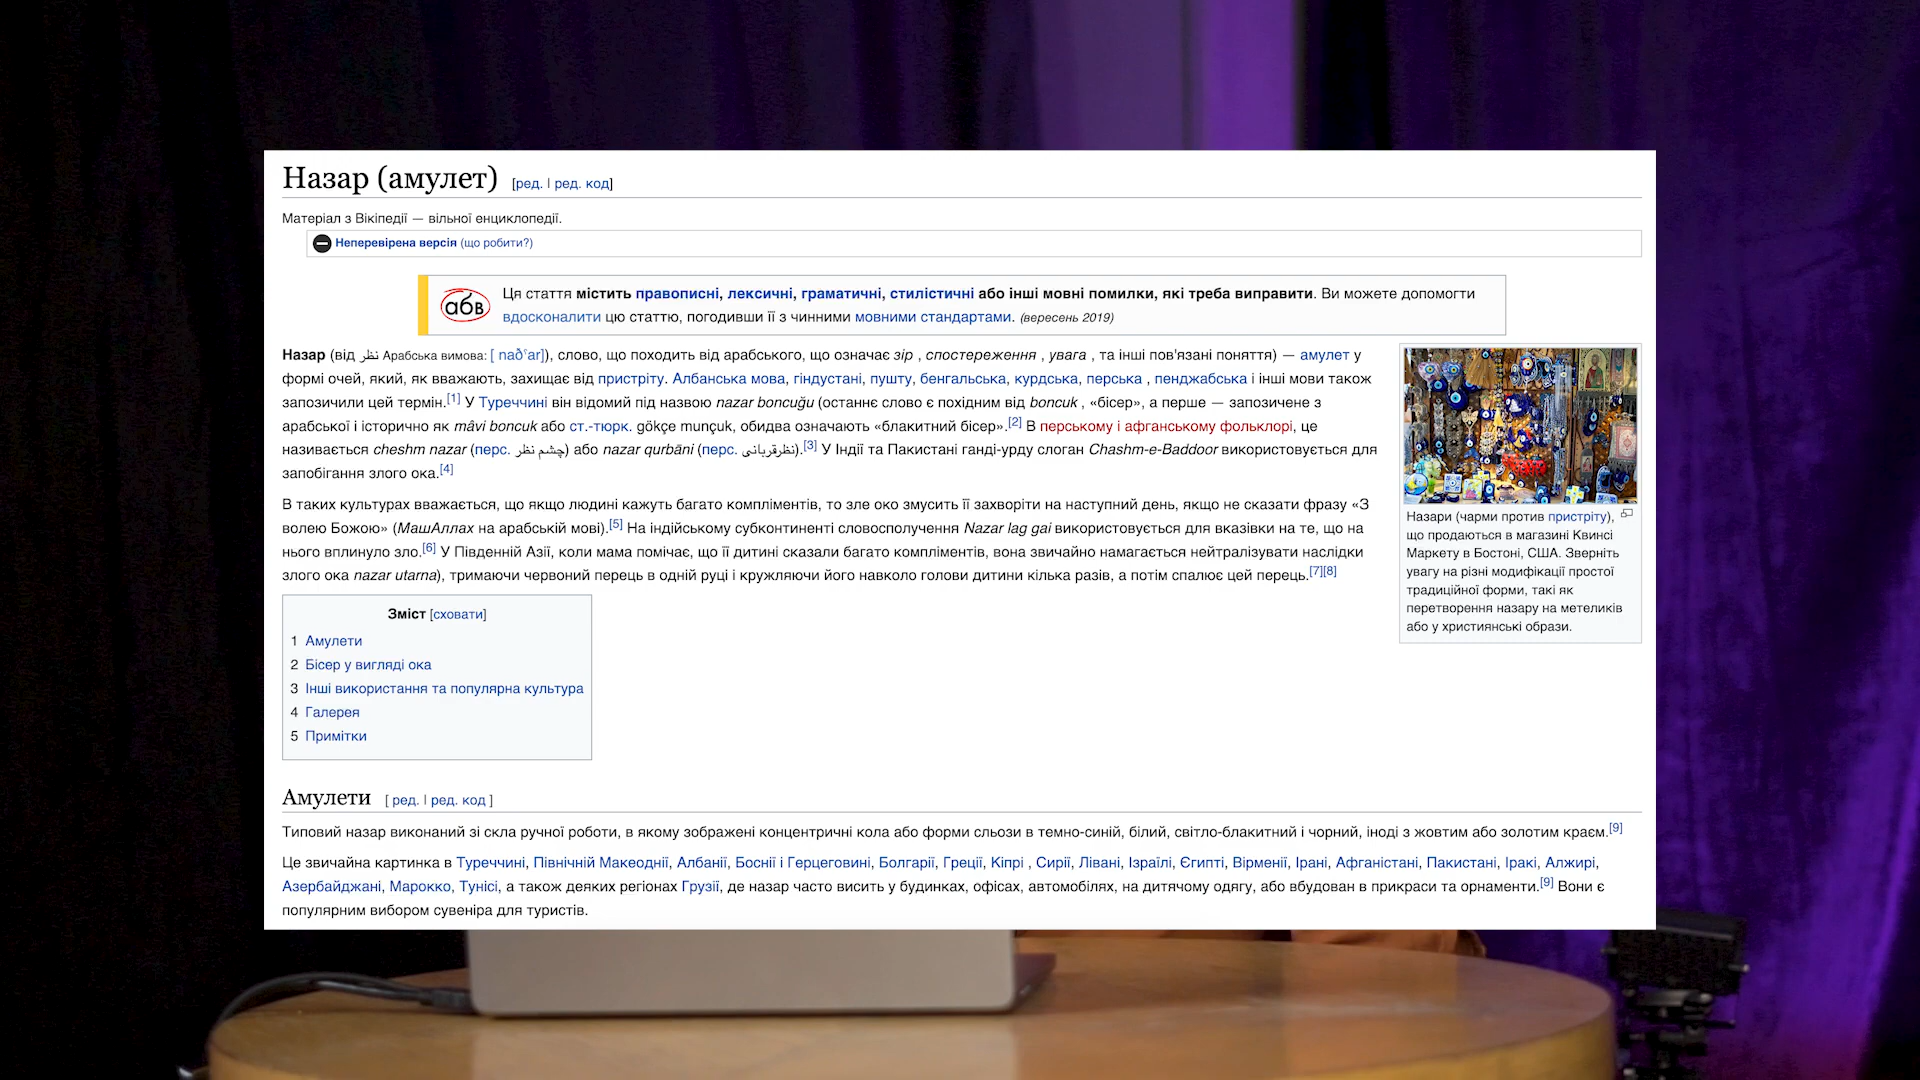 Назар (амулет) [ред. | ред. код]
Матеріал з Вікіпедії — вільної енциклопедії.
Неперевірена версія (що робити?)
абв
Ця стаття містить правописні, лексичні, граматичні, стилістичні або інші мовні помилки, які треба виправити. Ви можете допомогти
вдосконалити цю статтю, погодивши її з чинними мовними стандартами. (вересень 2019)
Назар (від نظر Арабська вимова: [ naðˤar]), слово, що походить від арабського, що означає зір , спостереження , увага , та інші пов'язані поняття) — амулет у
формі очей, який, як вважають, захищає від пристріту. Албанська мова, гіндустані, пушту, бенгальська, курдська, перська , пенджабська і інші мови також
запозичили цей термін.[1] У Туреччині він відомий під назвою nazar boncuğu (останнє слово є похідним від boncuk , «бісер», а перше — запозичене з
арабської і історично як mâvi boncuk або ст.-тюрк. gökçe munçuk, обидва означають «блакитний бісер».[2] В перському і афганському фольклорі, це
називається cheshm nazar (перс. چشم نظر) або nazar qurbāni (перс. نظرقربانی).[3] У Індії та Пакистані ганді-урду слоган Chashm-e-Baddoor використовується для
запобігання злого ока.[4]
В таких культурах вважається, що якщо людині кажуть багато компліментів, то зле око змусить її захворіти на наступний день, якщо не сказати фразу «З
волею Божою» (МашАллах на арабській мові).[5] На індійському субконтиненті словосполучення Nazar lag gai використовується для вказівки на те, що на
нього вплинуло зло.[6] У Південній Азії, коли мама помічає, що її дитині сказали багато компліментів, вона звичайно намагається нейтралізувати наслідки
злого ока nazar utarna), тримаючи червоний перець в одній руці і кружляючи його навколо голови дитини кілька разів, а потім спалює цей перець.[7][8]
Назари (чарми против пристріту),
що продаються в магазині Квинсі
Маркету в Бостоні, США. Зверніть
увагу на різні модифікації простої
традиційної форми, такі як
перетворення назару на метеликів
або у християнські образи.
Зміст [сховати]
1 Амулети
2 Бісер у вигляді ока
3 Інші використання та популярна культура
4 Галерея
5 Примітки
Амулети [ ред. | ред. код ]
Типовий назар виконаний зі скла ручної роботи, в якому зображені концентричні кола або форми сльози в темно-синій, білий, світло-блакитний і чорний, іноді з жовтим або золотим краєм.[9]
Це звичайна картинка в Туреччині, Північній Македонії, Албанії, Боснії і Герцеговині, Болгарії, Греції, Кіпрі , Сирії, Лівані, Ізраїлі, Єгипті, Вірменії, Ірані, Афганістані, Пакистані, Іракі, Алжирі,
Азербайджані, Марокко, Тунісі, а також деяких регіонах Грузії, де назар часто висить у будинках, офісах, автомобілях, на дитячому одягу, або вбудован в прикраси та орнаменти.[9] Вони є
популярним вибором сувеніра для туристів.